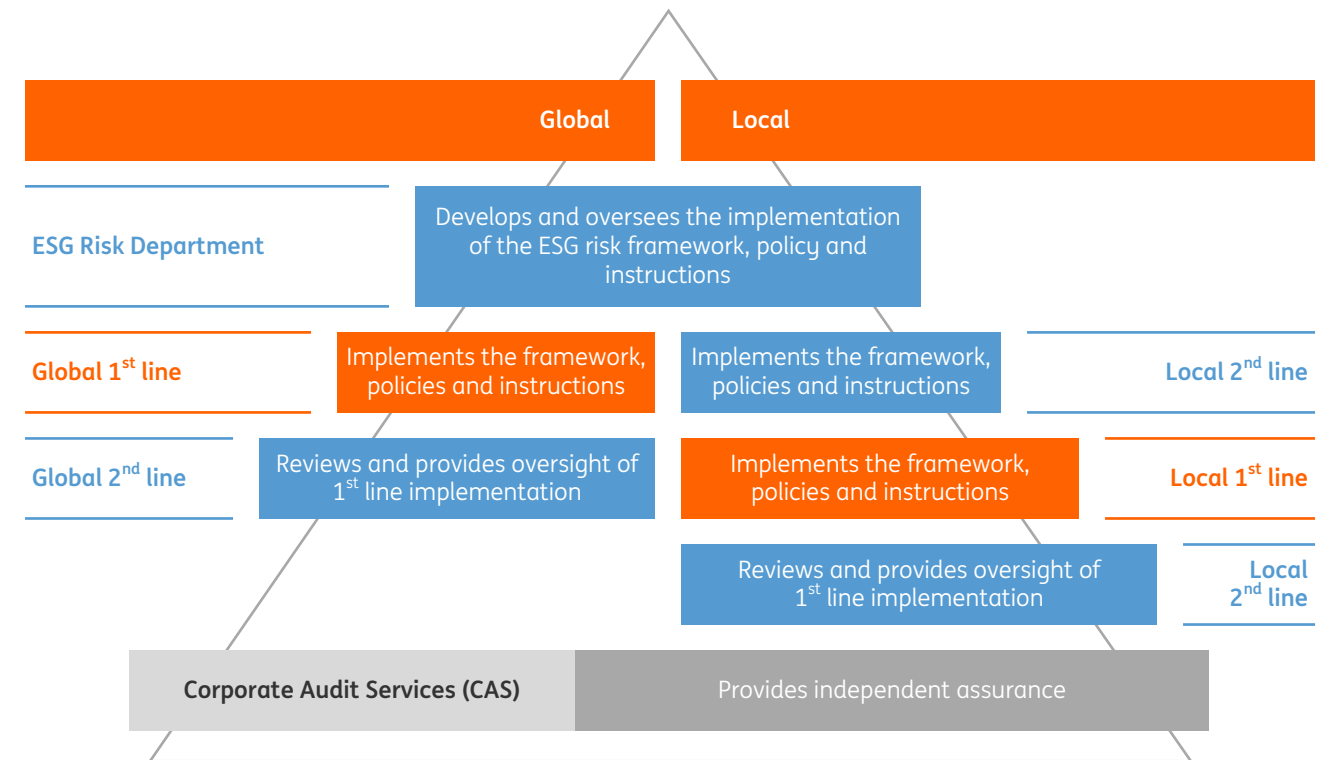 Global
Local
ESG Risk Department
Develops and oversees the implementation
of the ESG risk framework, policy and
instructions
Global 1st line
Implements the framework,
policies and instructions
Implements the framework,
policies and instructions
Local 2nd line
Global 2nd line
Reviews and provides oversight of
1st line implementation
Implements the framework,
policies and instructions
Local 1st line
Reviews and provides oversight of
1st line implementation
Local
2nd line
Corporate Audit Services (CAS)
Provides independent assurance